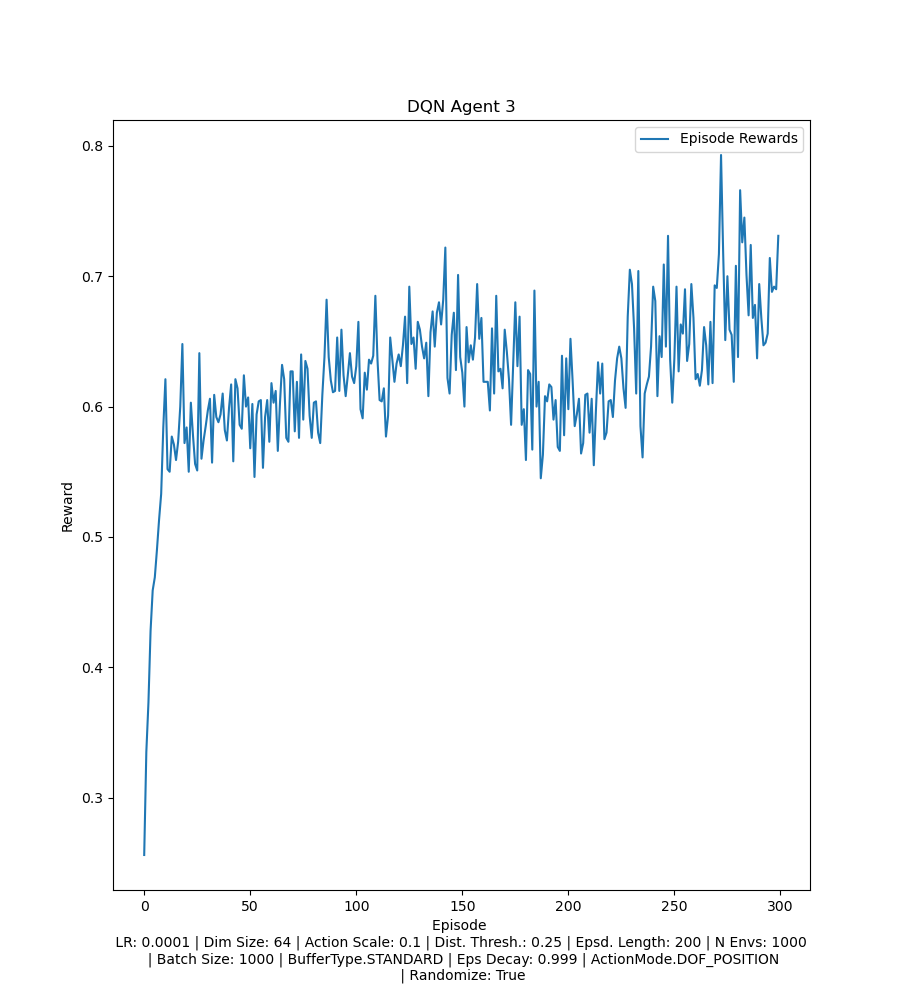 DQN Agent 3
Episode Rewards
0.8
0.7
0.6
0.5
0.4
0.3
Reward
0
50
100
150
200
250
300
Episode
LR: 0.0001 | Dim Size: 64 | Action Scale: 0.1 | Dist. Thresh.: 0.25 | Epsd. Length: 200 | N Envs: 1000
| Batch Size: 1000 | BufferType.STANDARD | Eps Decay: 0.999 | ActionMode.DOF_POSITION
| Randomize: True